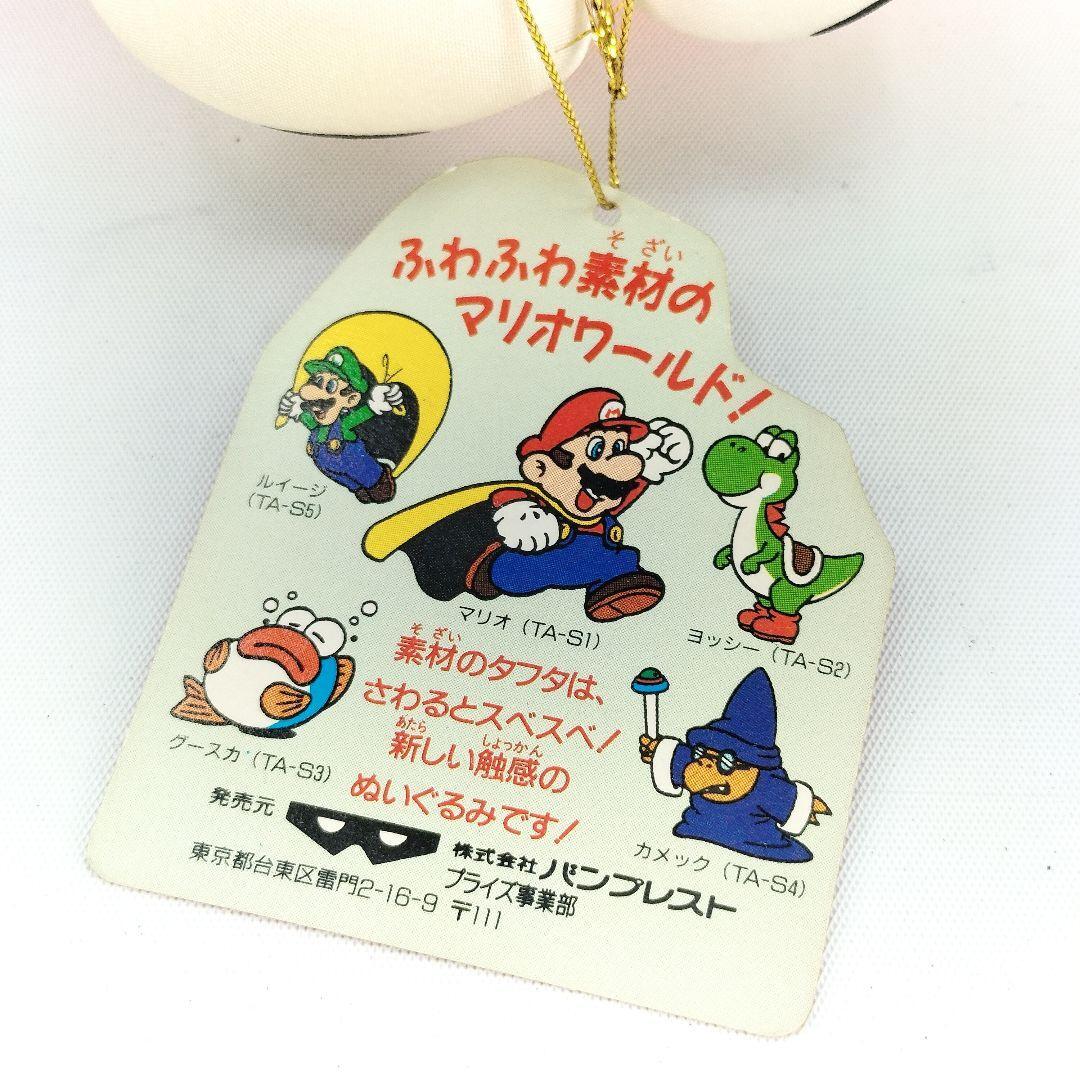 そ ざい
ふわふわ素材の
マリオワールド!
ルイージ
(TA-S5)
マリオ (TA-S1)
ヨッシー (TA-S2)
グースカ (TA-S3)
カメック (TA-S4)
そ ざい
素材のタフタは、
さわるとスベスベ!
あたら しょっかん
新しい触感の
ぬいぐるみです!
発売元 株式会社 バンプレスト
プライズ事業部
東京都台東区雷門2-16-9 〒111